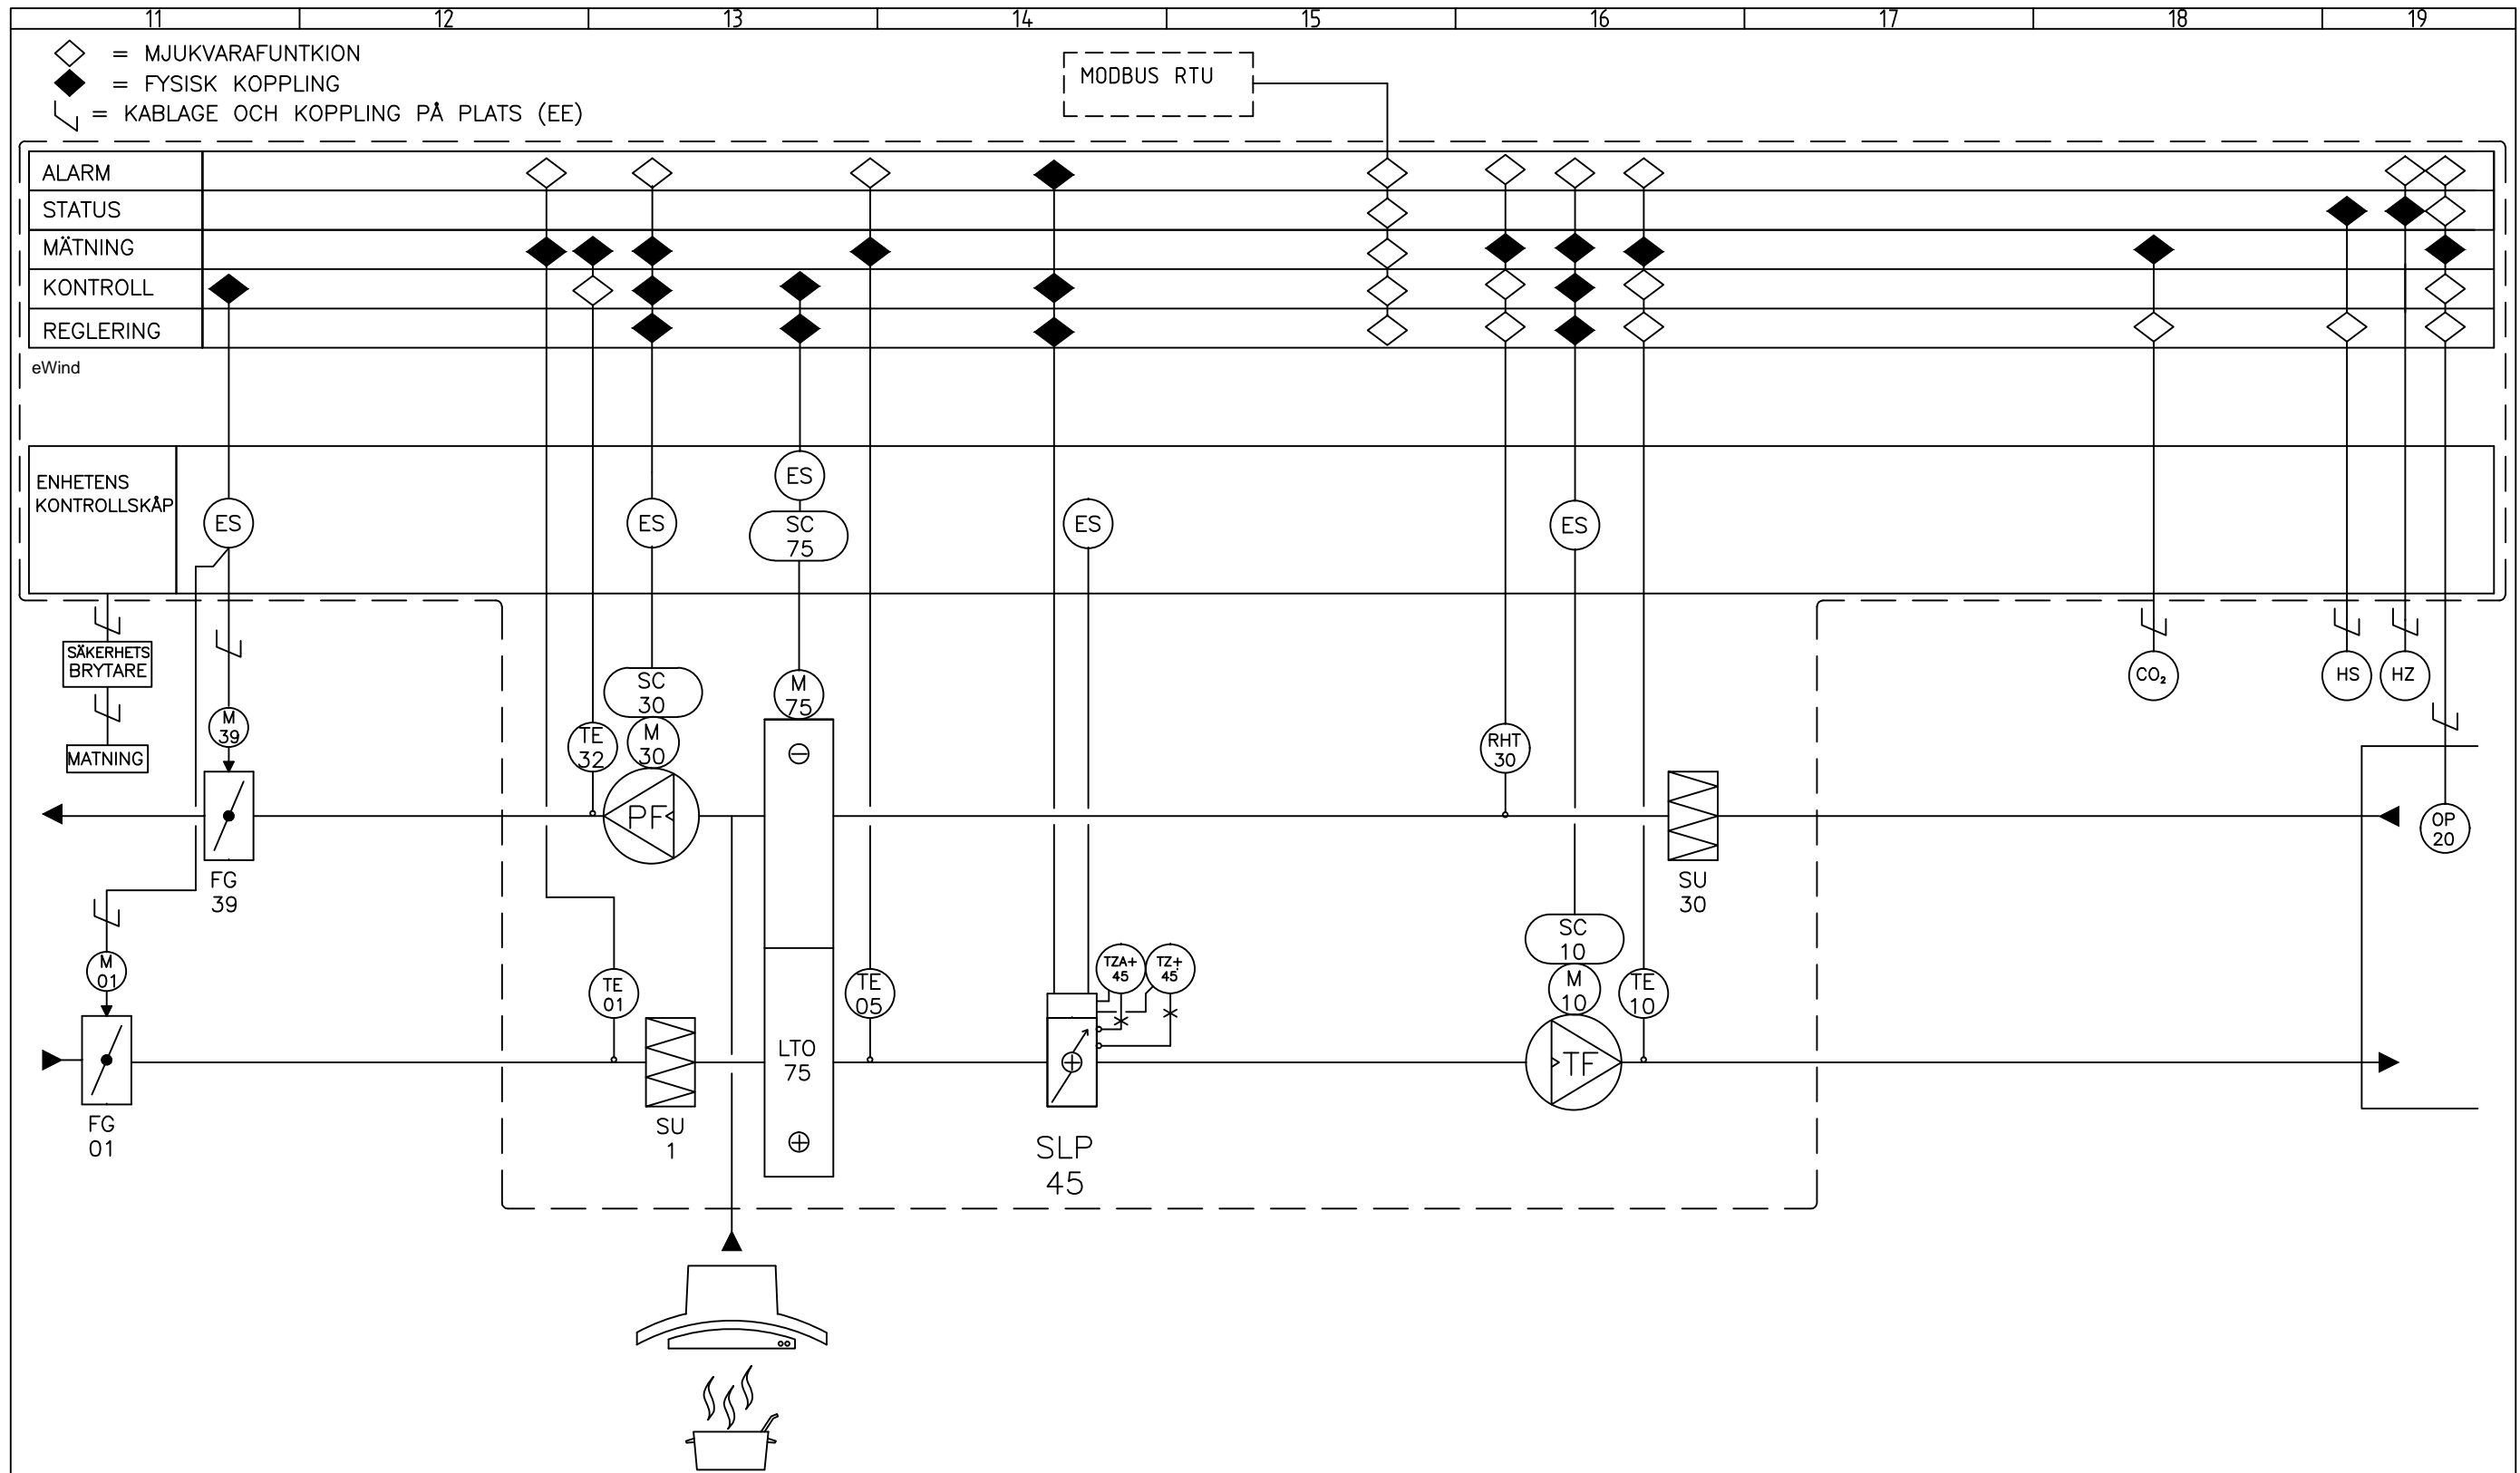 11 12 13 14 15 16 17 18 19
= MJUKVARAFUNTKION
= FYSISK KOPPLING
= KABLAGE OCH KOPPLING PÅ PLATS (EE)
MODBUS RTU
ALARM
STATUS
MÄTNING
KONTROLL
REGLERING
eWind
ENHETENS
KONTROLLSKÅP
ES
ES
ES
SC
75
ES
ES
SÄKERHETS
BRYTARE
MATNING
M
39
TE
32
SC
30
M
30
M
75
RHT
30
CO₂
HS
HZ
PF
OP
20
FG
39
SU
30
M
01
TE
01
TE
05
TZA+
45
TZ+
45
SC
10
M
10
TE
10
LTO
75
TF
FG
01
SU
1
SLP
45